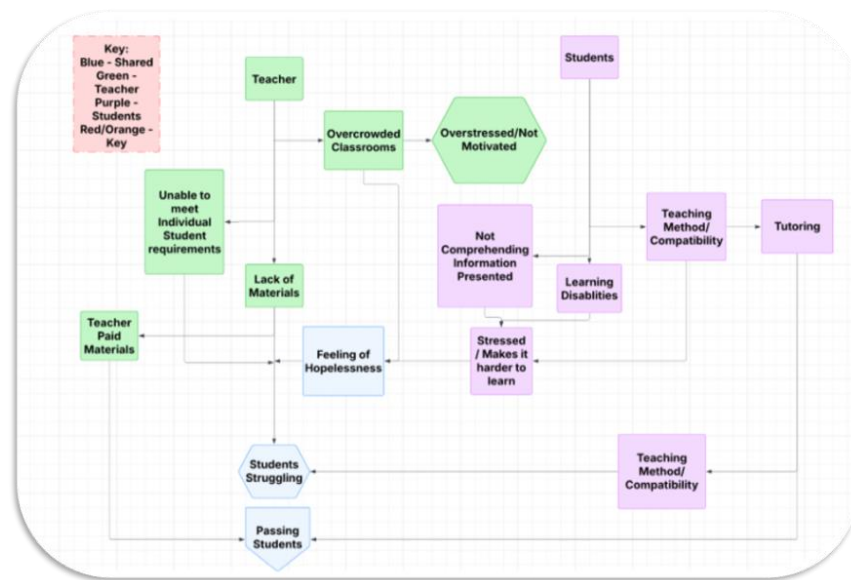 Key:
Blue - Shared
Green -
Teacher
Purple -
Students
Red/Orange -
Key
Teacher
Students
Overcrowded
Classrooms
Overstressed/Not
Motivated
Unable to
meet
Individual
Student
requirements
Not
Comprehending
Information
Presented
Teaching
Method/
Compatibility
Tutoring
Lack of
Materials
Learning
Disablities
Teacher
Paid
Materials
Feeling of
Hopelessness
Stressed
/ Makes it
harder to
learn
Students
Struggling
Teaching
Method/
Compatibility
Passing
Students